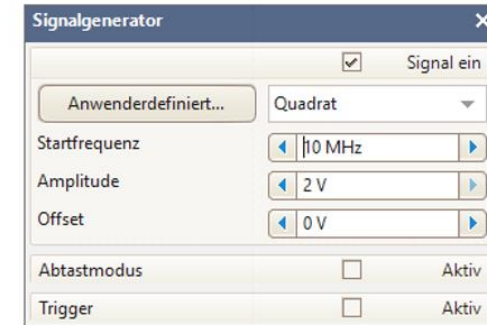 Signalgenerator
Signal ein
Anwenderdefiniert... Quadrat
Startfrequenz 10 MHz
Amplitude 2 V
Offset 0 V
Abtastmodus Aktiv
Trigger Aktiv